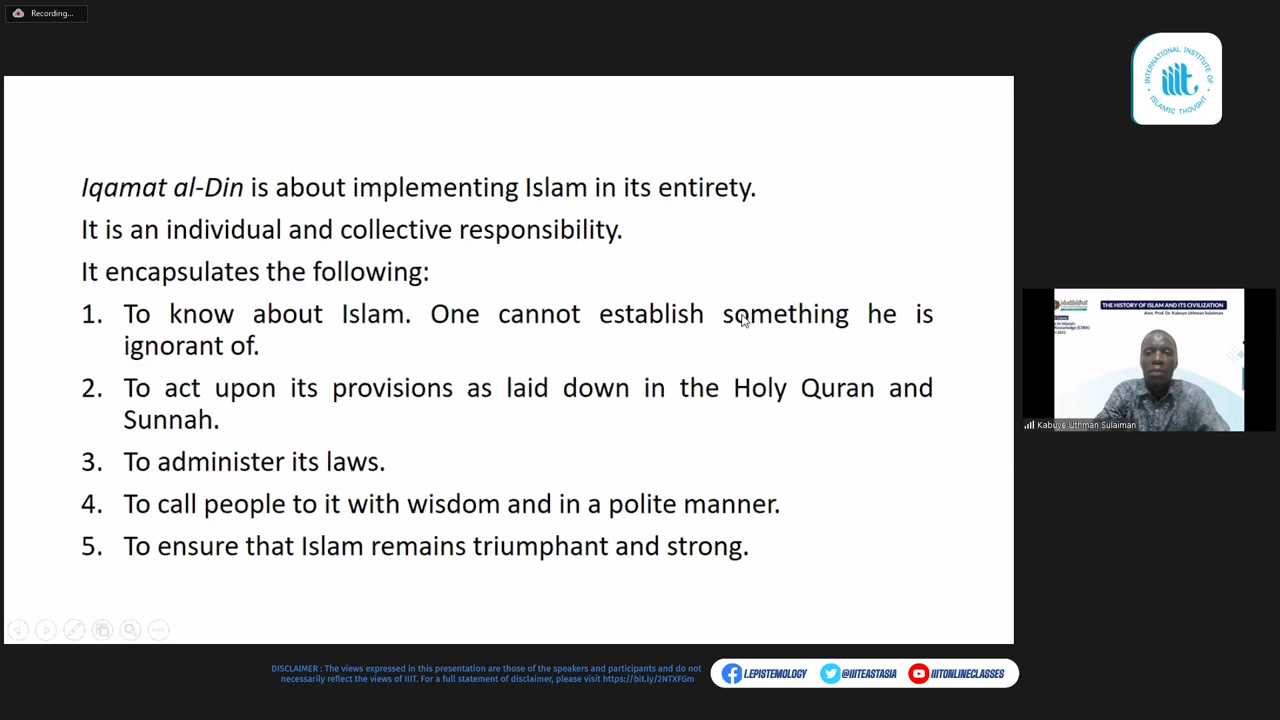 Recording...
INTERNATIONAL INSTITUTE OF
iiit
ISLAMIC THOUGHT
Iqamat al-Din is about implementing Islam in its entirety.
It is an individual and collective responsibility.
It encapsulates the following:
1. To know about Islam. One cannot establish something he is
ignorant of.
2. To act upon its provisions as laid down in the Holy Quran and
Sunnah.
3. To administer its laws.
4. To call people to it with wisdom and in a polite manner.
5. To ensure that Islam remains triumphant and strong.
THE HISTORY OF ISLAM AND ITS CIVILIZATION
Asst. Prof. Dr. Kabuye Uthman Sulaiman
Kabuye Uthman Sulaiman
DISCLAIMER : The views expressed in this presentation are those of the speakers and participants and do not
necessarily reflect the views of IIIT. For a full statement of disclaimer, please visit https://bit.ly/2NTXFGm
I.EPISTEMOLOGY
@IIITEASTASIA
IIITONLINECLASSES